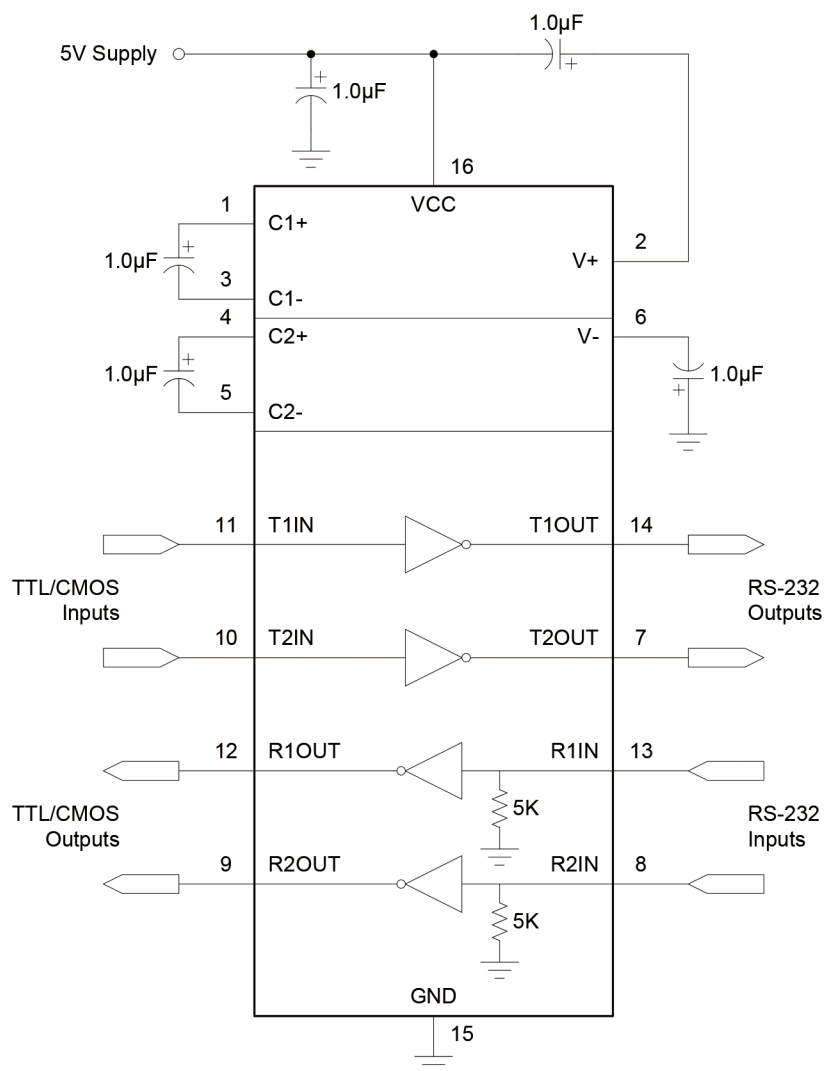 1.0µF
5V Supply
+
+
1.0µF
16
1
VCC
C1+
2
+
1.0µF
V+
3
C1-
4
6
C2+
V-
+
1.0µF
1.0µF
+
5
C2-
11
T1IN
T1OUT
14
TTL/CMOS
Inputs
RS-232
Outputs
10
T2IN
T2OUT
7
12
R1OUT
R1IN
13
5K
TTL/CMOS
Outputs
RS-232
Inputs
9
R2OUT
R2IN
8
5K
GND
15